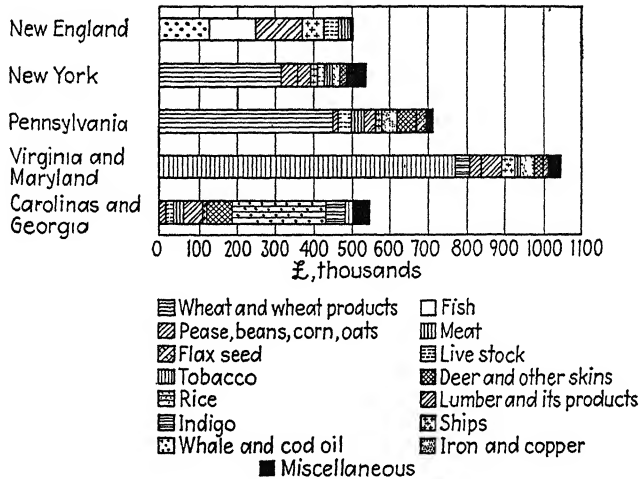 New England
New York
Pennsylvania
Virginia and
Maryland
Carolinas and
Georgia
0 100 200 300 400 500 600 700 800 900 1000 1100
£, thousands
Wheat and wheat products
Pease, beans, corn, oats
Flax seed
Tobacco
Rice
Indigo
Whale and cod oil
Fish
Meat
Live stock
Deer and other skins
Lumber and its products
Ships
Iron and copper
Miscellaneous